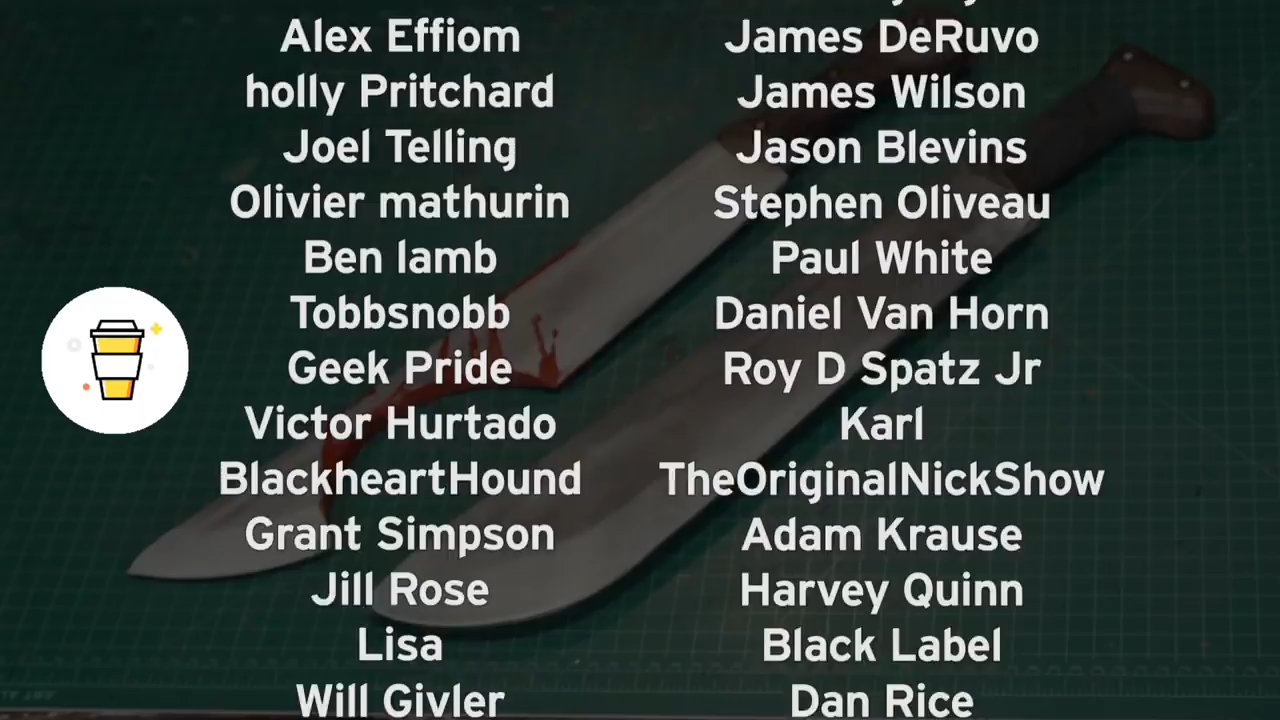 Alex Effiom
holly Pritchard
Joel Telling
Olivier mathurin
Ben lamb
Tobbsnobb
Geek Pride
Victor Hurtado
BlackheartHound
Grant Simpson
Jill Rose
Lisa
Will Givler
James DeRuvo
James Wilson
Jason Blevins
Stephen Oliveau
Paul White
Daniel Van Horn
Roy D Spatz Jr
Karl
TheOriginalNickShow
Adam Krause
Harvey Quinn
Black Label
Dan Rice